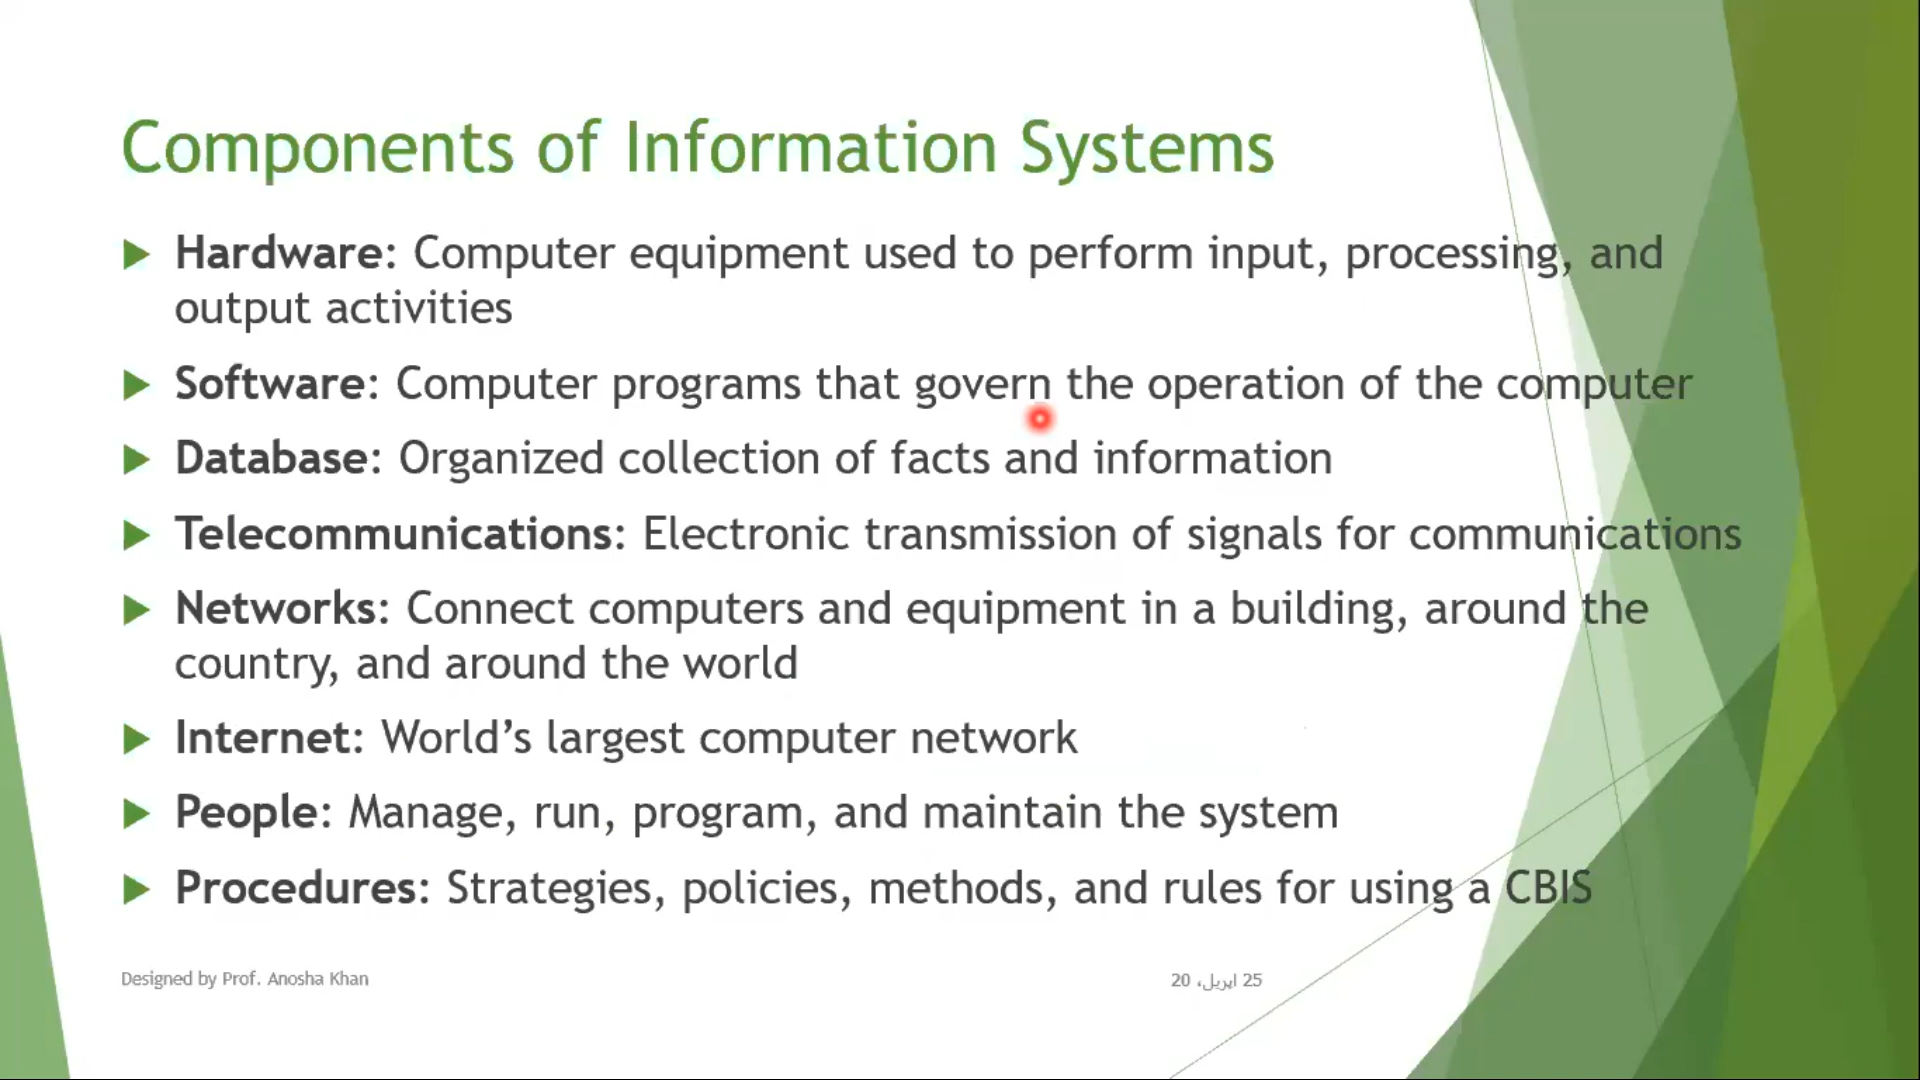 Components of Information Systems
Hardware: Computer equipment used to perform input, processing, and
output activities
Software: Computer programs that govern the operation of the computer
Database: Organized collection of facts and information
Telecommunications: Electronic transmission of signals for communications
Networks: Connect computers and equipment in a building, around the
country, and around the world
Internet: World’s largest computer network
People: Manage, run, program, and maintain the system
Procedures: Strategies, policies, methods, and rules for using a CBIS
Designed by Prof. Anosha Khan
25 اپریل، 20